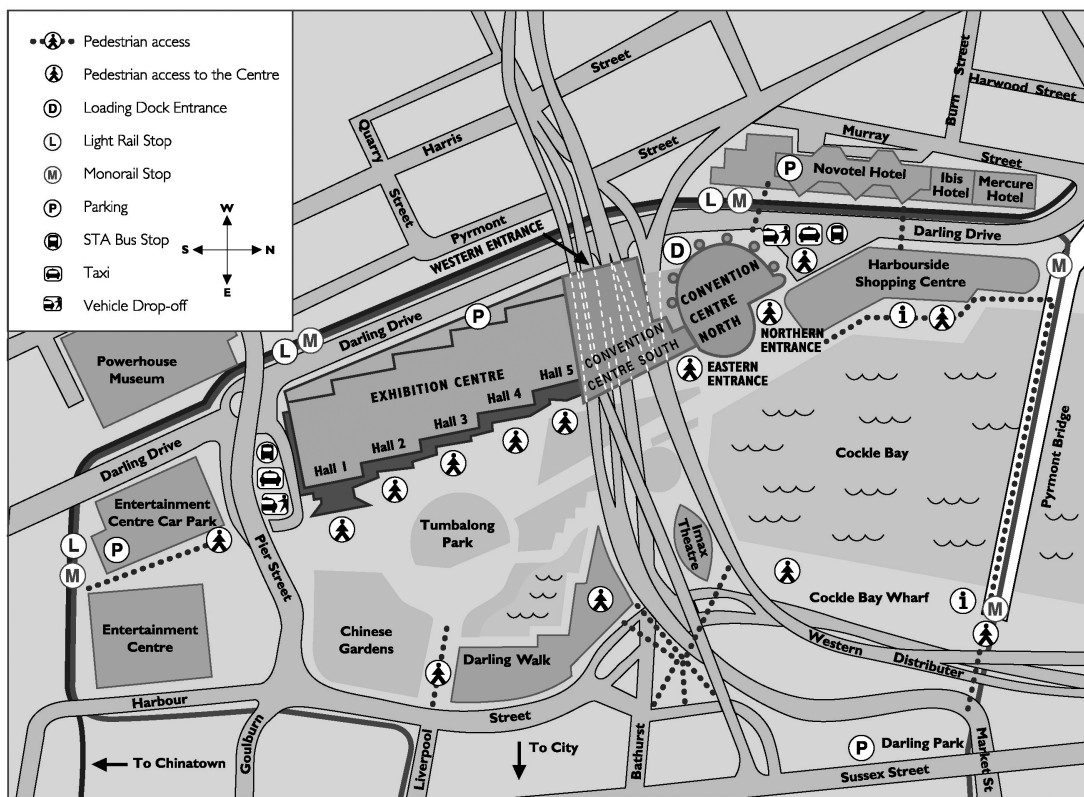 Pedestrian access
Pedestrian access to the Centre
D Loading Dock Entrance
L Light Rail Stop
M Monorail Stop
P Parking
STA Bus Stop
Taxi
Vehicle Drop-off
W
S N
E
Quarry
Street
Harris
Street
Pyrmont
Street
WESTERN ENTRANCE
Burn Street
Harwood Street
Murray
Street
P
Novotel Hotel
Ibis
Hotel
Mercure
Hotel
L M
Darling Drive
D
CONVENTION
CENTRE
NORTH
Harbourside
Shopping Centre
M
i
NORTHERN
ENTRANCE
EASTERN
ENTRANCE
CONVENTION
CENTRE SOUTH
P
Darling Drive
L M
Powerhouse
Museum
EXHIBITION CENTRE
Hall 5
Hall 4
Hall 3
Hall 2
Hall 1
Darling Drive
Cockle Bay
Pyrmont Bridge
Entertainment
Centre Car Park
P
L
M
Pier Street
Tumbalong
Park
Imax
Theatre
Cockle Bay Wharf
i
M
Entertainment
Centre
Chinese
Gardens
Darling Walk
Western
Distributer
Harbour
Street
Goulburn
Liverpool
Bathurst
To Chinatown
To City
P Darling Park
Sussex Street
Market St